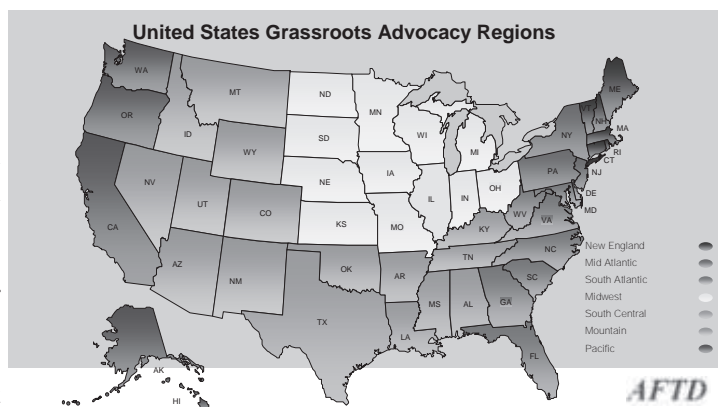 United States Grassroots Advocacy Regions
WA
MT
ND
MN
ME
OR
ID
SD
WI
MI
VT
NH
NY
MA
RI
CT
WY
NE
IA
PA
NJ
NV
UT
CO
KS
MO
IL
IN
OH
WV
VA
DE
MD
CA
KY
NC
AZ
NM
OK
AR
TN
SC
TX
LA
MS
AL
GA
FL
AK
HI
New England
Mid Atlantic
South Atlantic
Midwest
South Central
Mountain
Pacific
AFTD